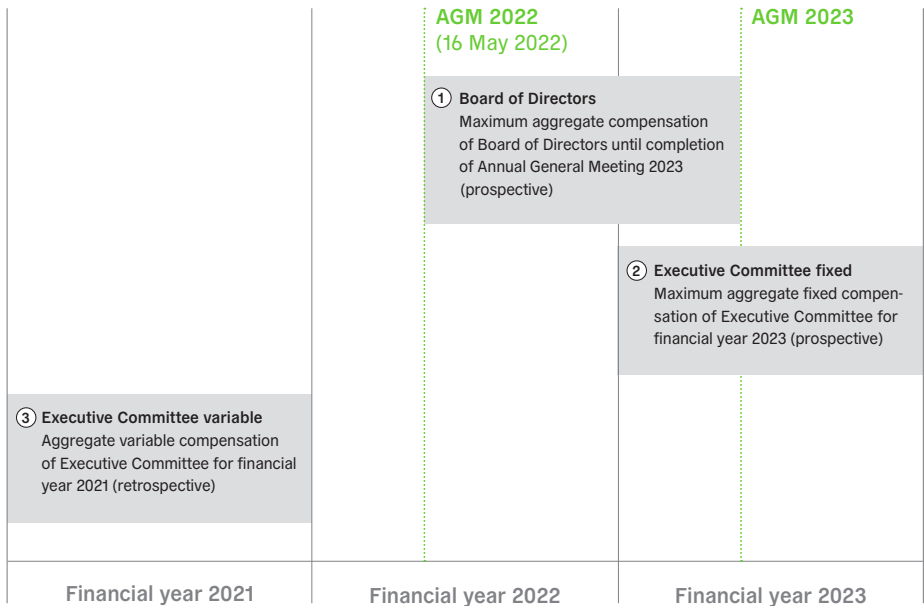 AGM 2022
(16 May 2022)
AGM 2023
1 Board of Directors
Maximum aggregate compensation
of Board of Directors until completion
of Annual General Meeting 2023
(prospective)
2 Executive Committee fixed
Maximum aggregate fixed compen-
sation of Executive Committee for
financial year 2023 (prospective)
3 Executive Committee variable
Aggregate variable compensation
of Executive Committee for financial
year 2021 (retrospective)
Financial year 2021
Financial year 2022
Financial year 2023